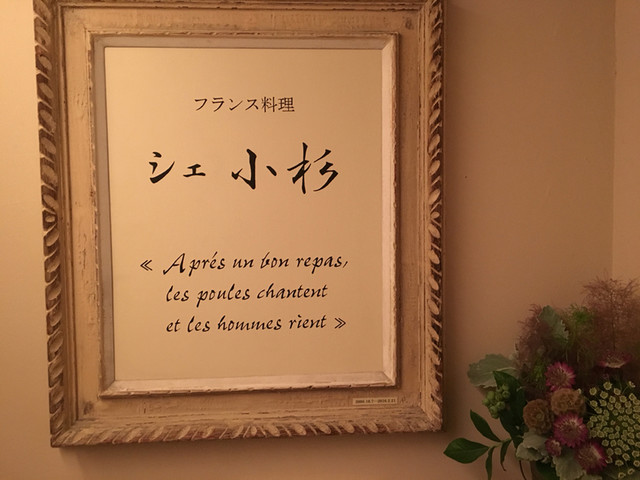 フランス料理
シェ 小杉
« Aprés un bon repas,
les poules chantent
et les hommes rient »